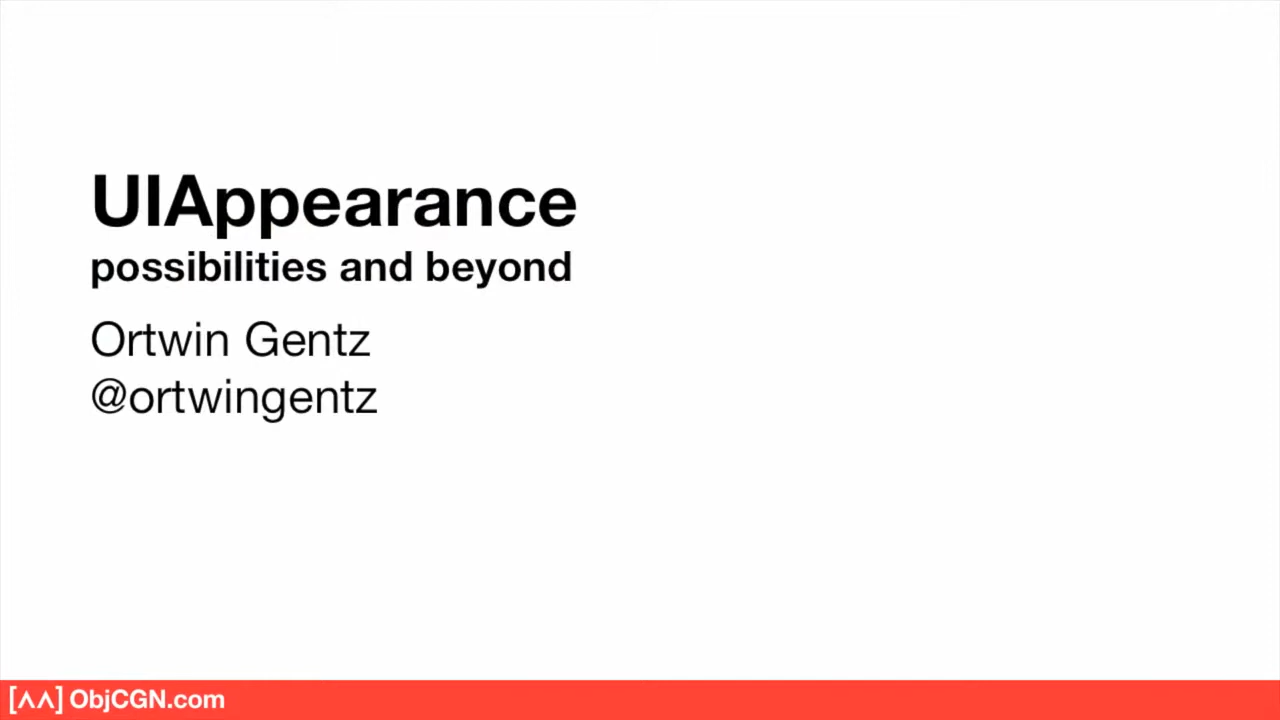 UIAppearance
possibilities and beyond
Ortwin Gentz
@ortwingentz
[ʌʌ] ObjCGN.com